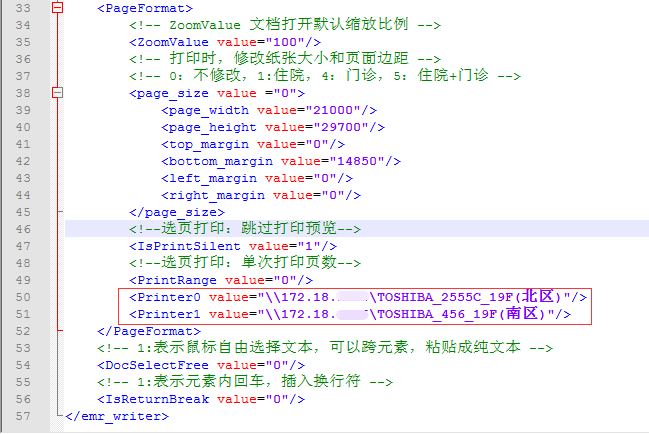 33 <PageFormat>
34 <!-- ZoomValue 文档打开默认缩放比例 -->
35 <ZoomValue value="100"/>
36 <!-- 打印时，修改纸张大小和页面边距 -->
37 <!-- 0：不修改，1:住院，4：门诊，5：住院+门诊 -->
38 <page_size value ="0">
39 <page_width value="21000"/>
40 <page_height value="29700"/>
41 <top_margin value="0"/>
42 <bottom_margin value="14850"/>
43 <left_margin value="0"/>
44 <right_margin value="0"/>
45 </page_size>
46 <!--选页打印：跳过打印预览-->
47 <IsPrintSilent value="1"/>
48 <!--选页打印：单次打印页数-->
49 <PrintRange value="0"/>
50 <Printer0 value="\\172.18. \TOSHIBA_2555C_19F(北区)"/>
51 <Printer1 value="\\172.18. \TOSHIBA_456_19F(南区)"/>
52 </PageFormat>
53 <!-- 1:表示鼠标自由选择文本，可以跨元素，粘贴成纯文本 -->
54 <DocSelectFree value="0"/>
55 <!-- 1:表示元素内回车，插入换行符 -->
56 <IsReturnBreak value="0"/>
57 </emr_writer>